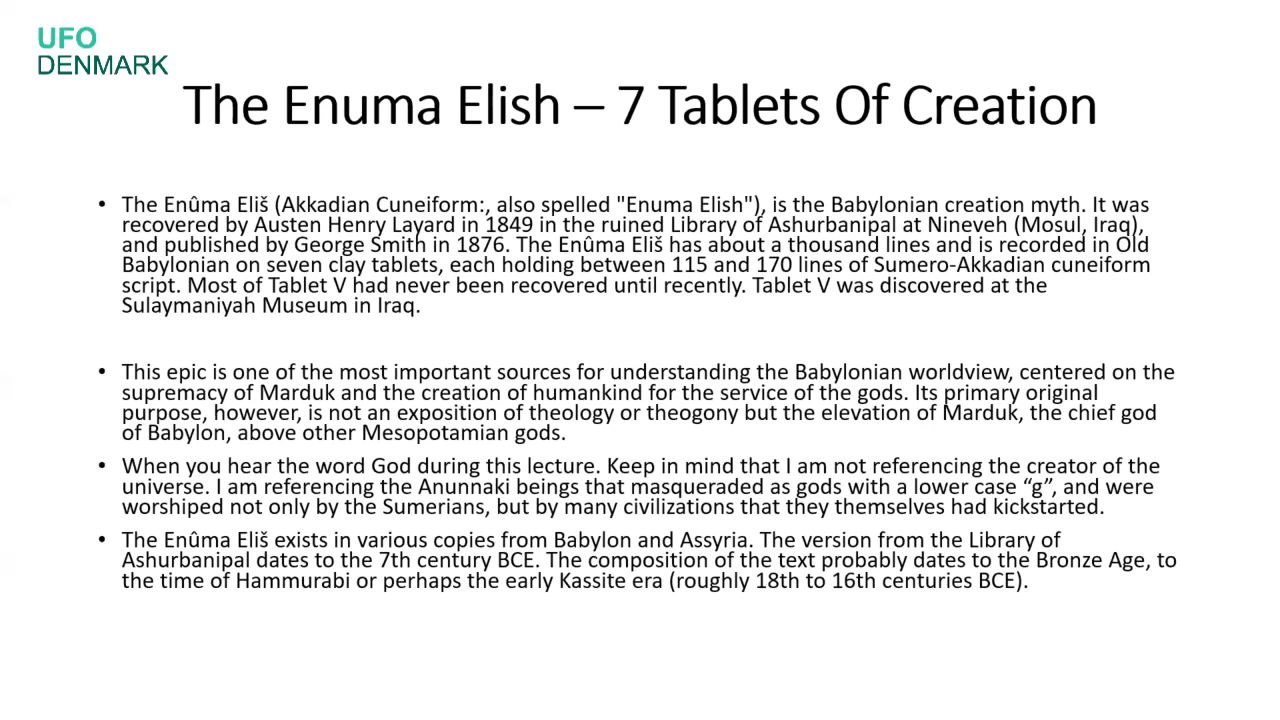 UFO
DENMARK
The Enuma Elish – 7 Tablets Of Creation
• The Enûma Eliš (Akkadian Cuneiform:, also spelled "Enuma Elish"), is the Babylonian creation myth. It was
recovered by Austen Henry Layard in 1849 in the ruined Library of Ashurbanipal at Nineveh (Mosul, Iraq),
and published by George Smith in 1876. The Enûma Eliš has about a thousand lines and is recorded in Old
Babylonian on seven clay tablets, each holding between 115 and 170 lines of Sumero-Akkadian cuneiform
script. Most of Tablet V had never been recovered until recently. Tablet V was discovered at the
Sulaymaniyah Museum in Iraq.
• This epic is one of the most important sources for understanding the Babylonian worldview, centered on the
supremacy of Marduk and the creation of humankind for the service of the gods. Its primary original
purpose, however, is not an exposition of theology or theogony but the elevation of Marduk, the chief god
of Babylon, above other Mesopotamian gods.
• When you hear the word God during this lecture. Keep in mind that I am not referencing the creator of the
universe. I am referencing the Anunnaki beings that masqueraded as gods with a lower case “g”, and were
worshiped not only by the Sumerians, but by many civilizations that they themselves had kickstarted.
• The Enûma Eliš exists in various copies from Babylon and Assyria. The version from the Library of
Ashurbanipal dates to the 7th century BCE. The composition of the text probably dates to the Bronze Age, to
the time of Hammurabi or perhaps the early Kassite era (roughly 18th to 16th centuries BCE).